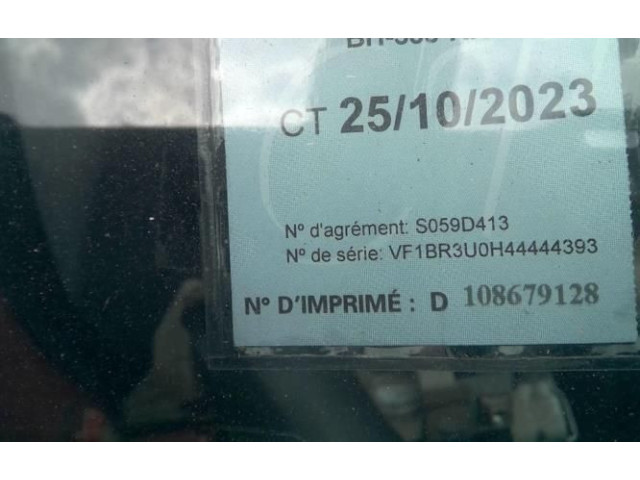 CT 25/10/2023
N° d'agrément: S059D413
N° de série: VF1BR3U0H44444393
N° D'IMPRIMÉ : D 108679128